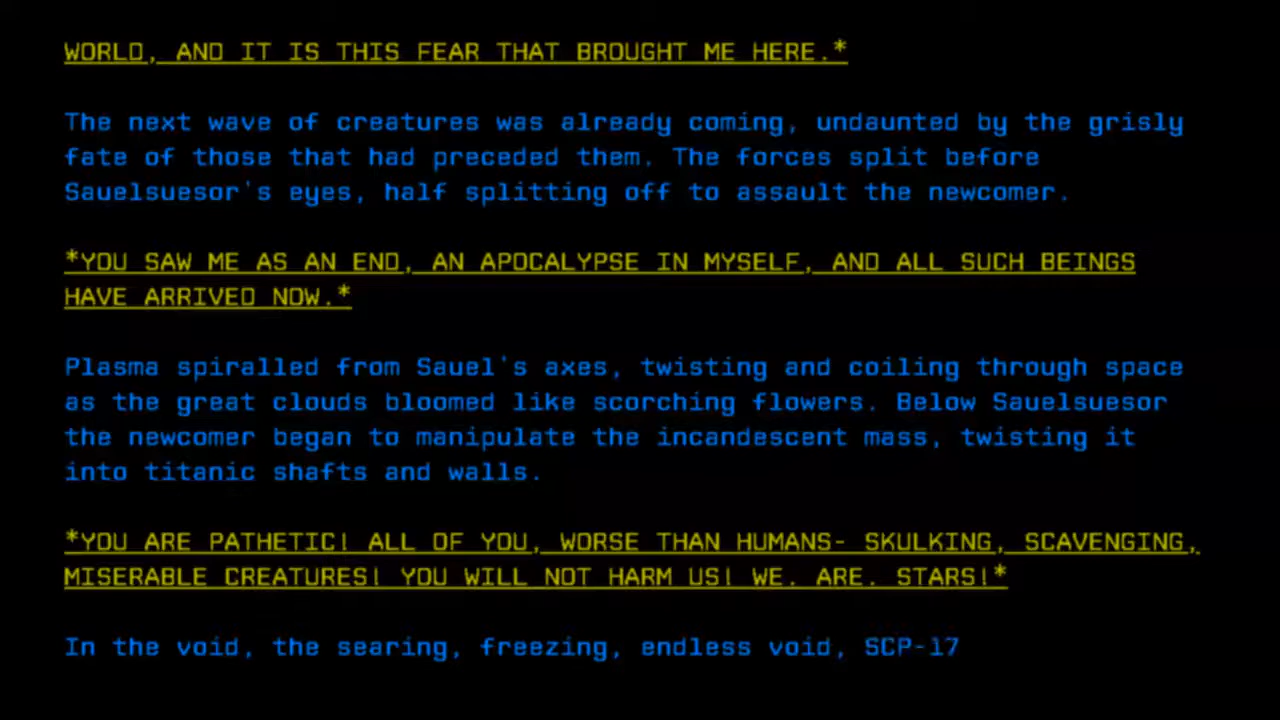 WORLD, AND IT IS THIS FEAR THAT BROUGHT ME HERE.*
The next wave of creatures was already coming, undaunted by the grisly
fate of those that had preceded them. The forces split before
Sauelsuesor's eyes, half splitting off to assault the newcomer.
*YOU SAW ME AS AN END, AN APOCALYPSE IN MYSELF, AND ALL SUCH BEINGS
HAVE ARRIVED NOW.*
Plasma spiralled from Sauel's axes, twisting and coiling through space
as the great clouds bloomed like scorching flowers. Below Sauelsuesor
the newcomer began to manipulate the incandescent mass, twisting it
into titanic shafts and walls.
*YOU ARE PATHETIC! ALL OF YOU, WORSE THAN HUMANS- SKULKING, SCAVENGING,
MISERABLE CREATURES! YOU WILL NOT HARM US! WE. ARE. STARS!*
In the void, the searing, freezing, endless void, SCP-17